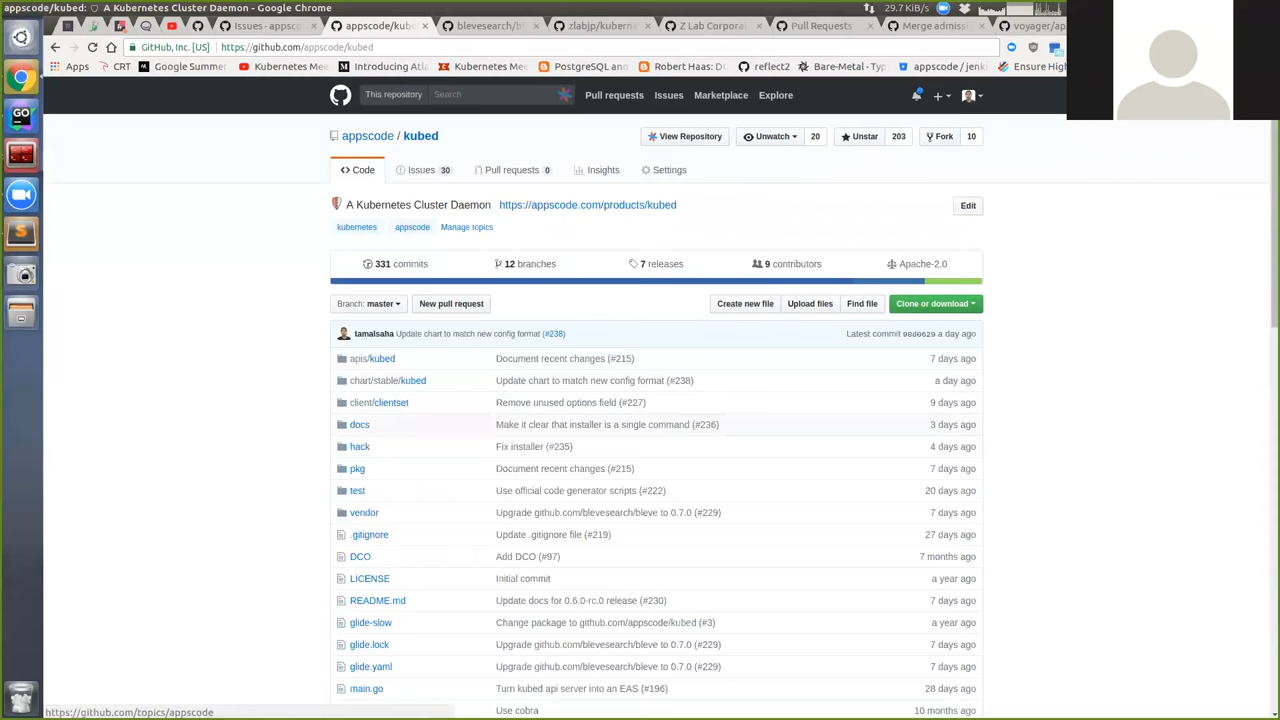 appscode/kubed: A Kubernetes Cluster Daemon - Google Chrome
29.7 KiB/s
Issues - appsco
appscode/kub
blevesearch/bl
zlabjp/kuberne
Z Lab Corporat
Pull Requests
Merge admissi
voyager/ap
GitHub, Inc. [US] https://github.com/appscode/kubed
Apps CRT Google Summer Kubernetes Mee Introducing Atla Kubernetes Mee PostgreSQL and Robert Haas: D reflect2 Bare-Metal - Typ appscode / jenk Ensure High
This repository Search Pull requests Issues Marketplace Explore
appscode / kubed
View Repository Unwatch 20 Unstar 203 Fork 10
Code Issues 30 Pull requests 0 Insights Settings
A Kubernetes Cluster Daemon https://appscode.com/products/kubed Edit
kubernetes appscode Manage topics
331 commits 12 branches 7 releases 9 contributors Apache-2.0
Branch: master New pull request Create new file Upload files Find file Clone or download
tamalsaha Update chart to match new config format (#238) Latest commit 98d0629 a day ago
apis/kubed Document recent changes (#215) 7 days ago
chart/stable/kubed Update chart to match new config format (#238) a day ago
client/clientset Remove unused options field (#227) 9 days ago
docs Make it clear that installer is a single command (#236) 3 days ago
hack Fix installer (#235) 4 days ago
pkg Document recent changes (#215) 7 days ago
test Use official code generator scripts (#222) 20 days ago
vendor Upgrade github.com/blevesearch/bleve to 0.7.0 (#229) 7 days ago
.gitignore Update .gitignore file (#219) 27 days ago
DCO Add DCO (#97) 7 months ago
LICENSE Initial commit a year ago
README.md Update docs for 0.6.0-rc.0 release (#230) 7 days ago
glide-slow Change package to github.com/appscode/kubed (#3) a year ago
glide.lock Upgrade github.com/blevesearch/bleve to 0.7.0 (#229) 7 days ago
glide.yaml Upgrade github.com/blevesearch/bleve to 0.7.0 (#229) 7 days ago
main.go Turn kubed api server into an EAS (#196) 28 days ago
Use cobra 10 months ago
https://github.com/topics/appscode
GO